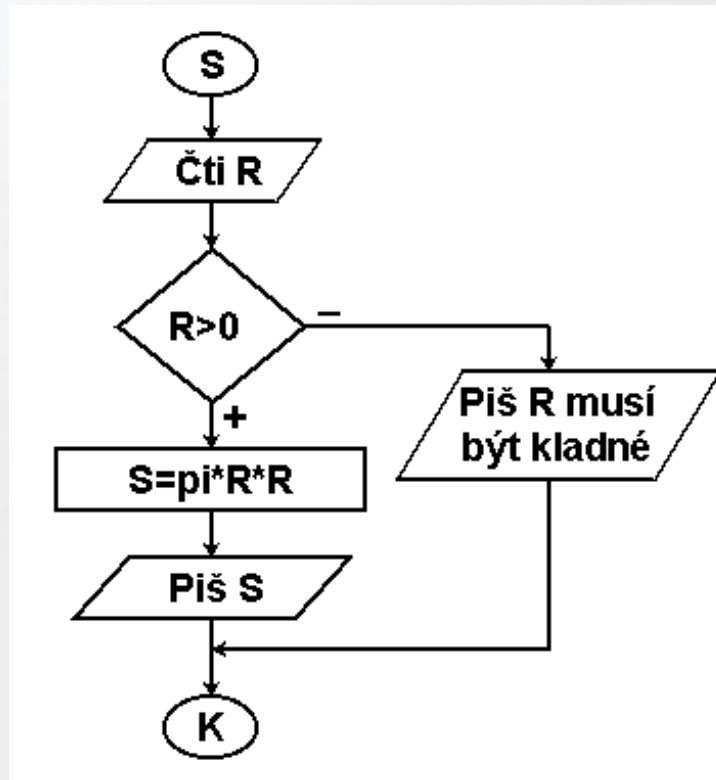 S
Čti R
R>0
–
+
Piš R musí
být kladné
S=pi*R*R
Piš S
K